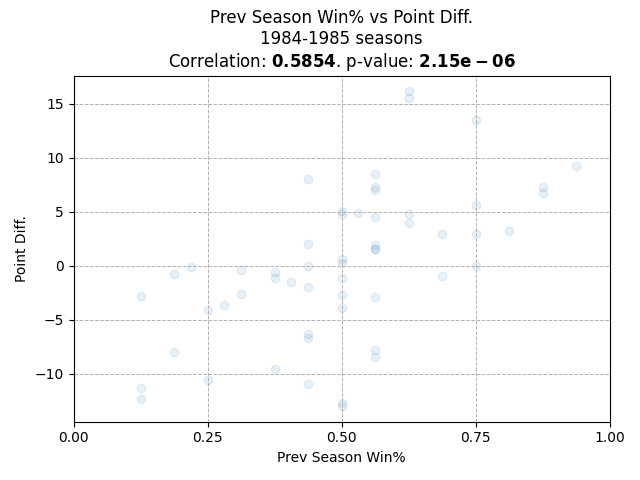 Prev Season Win% vs Point Diff.
1984-1985 seasons
Correlation: 0.5854. p-value: 2.15e − 06
15
10
5
0
−5
−10
Point Diff.
0.00 0.25 0.50 0.75 1.00
Prev Season Win%